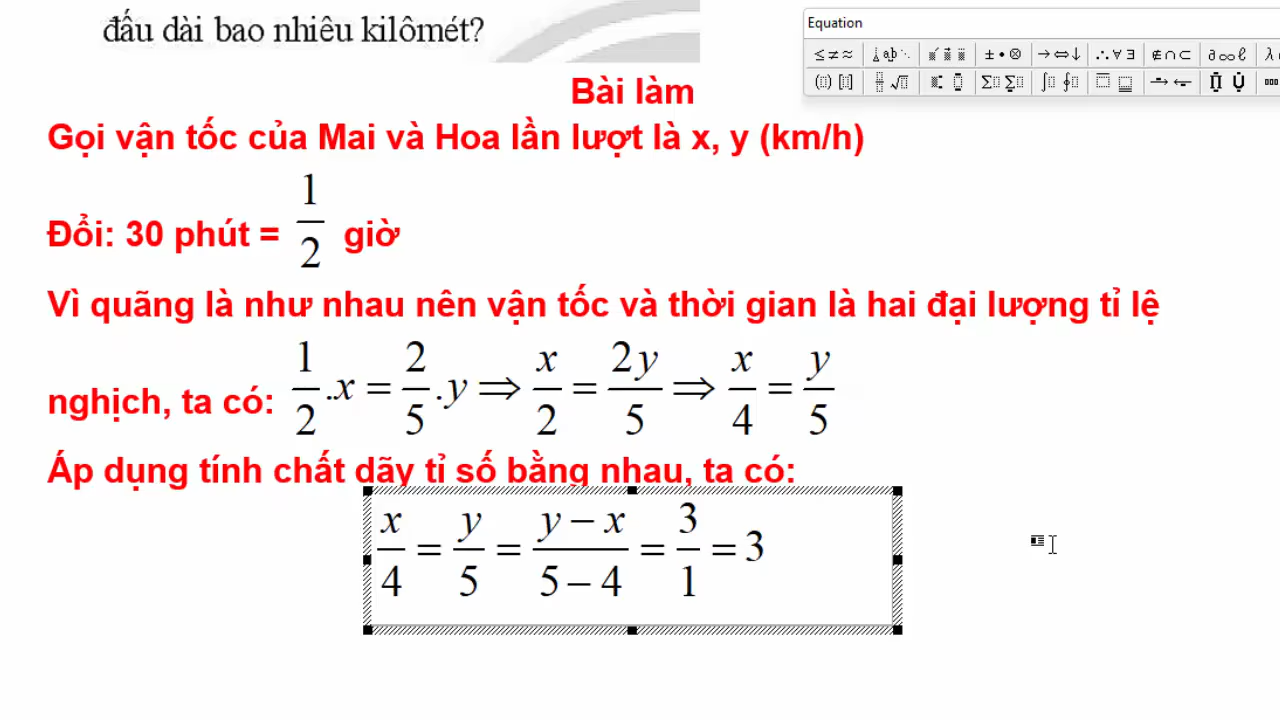 đấu dài bao nhiêu kilômét?
Equation
Bài làm
Gọi vận tốc của Mai và Hoa lần lượt là x, y (km/h)
Đổi: 30 phút = 1/2 giờ
Vì quãng là như nhau nên vận tốc và thời gian là hai đại lượng tỉ lệ
nghịch, ta có: 1/2 .x = 2/5 .y ⇒ x/2 = 2y/5 ⇒ x/4 = y/5
Áp dụng tính chất dãy tỉ số bằng nhau, ta có:
x/4 = y/5 = (y − x)/(5 − 4) = 3/1 = 3